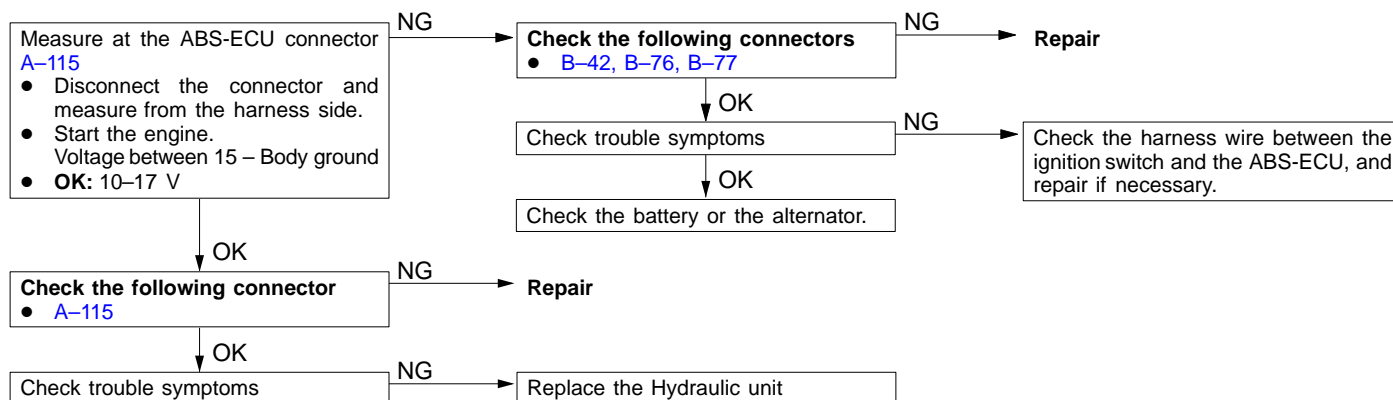 Measure at the ABS-ECU connector
A–115
● Disconnect the connector and
measure from the harness side.
● Start the engine.
Voltage between 15 – Body ground
● OK: 10–17 V
NG
Check the following connectors
● B–42, B–76, B–77
NG
Repair
OK
Check trouble symptoms
NG
Check the harness wire between the
ignition switch and the ABS-ECU, and
repair if necessary.
OK
Check the battery or the alternator.
OK
Check the following connector
● A–115
NG
Repair
OK
Check trouble symptoms
NG
Replace the Hydraulic unit